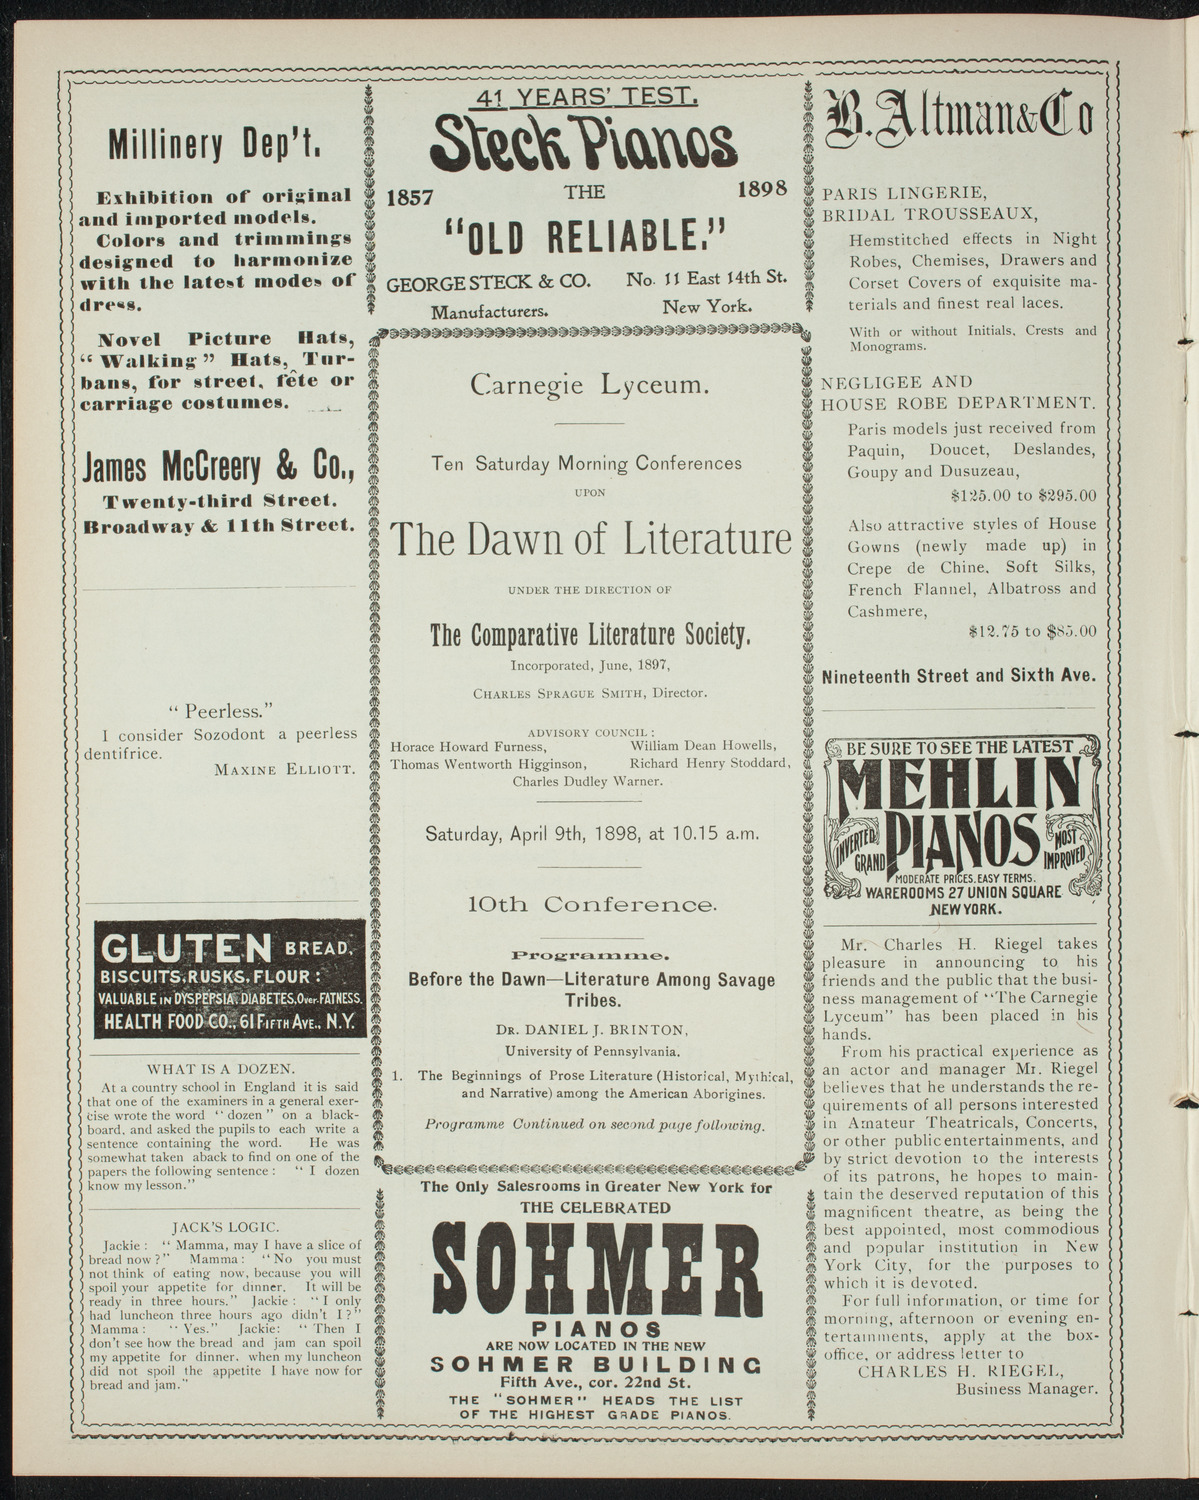 Millinery Dep't.
Exhibition of original
and imported models.
Colors and trimmings
designed to harmonize
with the latest modes of
dress.
Novel Picture Hats,
"Walking" Hats, Tur-
bans, for street, fête or
carriage costumes.
James McCreery & Co.,
Twenty-third Street.
Broadway & 11th Street.
"Peerless."
I consider Sozodont a peerless
dentifrice.
MAXINE ELLIOTT.
GLUTEN BREAD,
BISCUITS, RUSKS, FLOUR:
VALUABLE IN DYSPEPSIA, DIABETES, Over-FATNESS.
HEALTH FOOD CO., 61 FIFTH AVE., N.Y.
WHAT IS A DOZEN.
At a country school in England it is said
that one of the examiners in a general exer-
cise wrote the word "dozen" on a black-
board, and asked the pupils to each write a
sentence containing the word. He was
somewhat taken aback to find on one of the
papers the following sentence: "I dozen
know my lesson."
JACK'S LOGIC.
Jackie: "Mamma, may I have a slice of
bread now?" Mamma: "No you must
not think of eating now, because you will
spoil your appetite for dinner. It will be
ready in three hours." Jackie: "I only
had luncheon three hours ago didn't I?"
Mamma: "Yes." Jackie: "Then I
don't see how the bread and jam can spoil
my appetite for dinner, when my luncheon
did not spoil the appetite I have now for
bread and jam."
41 YEARS' TEST.
Steck Pianos
1857 THE 1898
"OLD RELIABLE."
GEORGE STECK & CO. No. 11 East 14th St.
Manufacturers. New York.
Carnegie Lyceum.
Ten Saturday Morning Conferences
UPON
The Dawn of Literature
UNDER THE DIRECTION OF
The Comparative Literature Society.
Incorporated, June, 1897,
CHARLES SPRAGUE SMITH, Director.
ADVISORY COUNCIL:
Horace Howard Furness, William Dean Howells,
Thomas Wentworth Higginson, Richard Henry Stoddard,
Charles Dudley Warner.
Saturday, April 9th, 1898, at 10.15 a.m.
10th Conference.
Programme.
Before the Dawn—Literature Among Savage
Tribes.
DR. DANIEL J. BRINTON,
University of Pennsylvania.
1. The Beginnings of Prose Literature (Historical, Mythical,
and Narrative) among the American Aborigines.
Programme Continued on second page following.
The Only Salesrooms in Greater New York for
THE CELEBRATED
SOHMER
PIANOS
ARE NOW LOCATED IN THE NEW
SOHMER BUILDING
Fifth Ave., cor. 22nd St.
THE "SOHMER" HEADS THE LIST
OF THE HIGHEST GRADE PIANOS.
B. Altman & Co
PARIS LINGERIE,
BRIDAL TROUSSEAUX,
Hemstitched effects in Night
Robes, Chemises, Drawers and
Corset Covers of exquisite ma-
terials and finest real laces.
With or without Initials, Crests and
Monograms.
NEGLIGEE AND
HOUSE ROBE DEPARTMENT.
Paris models just received from
Paquin, Doucet, Deslandes,
Goupy and Dusuzeau,
$125.00 to $295.00
Also attractive styles of House
Gowns (newly made up) in
Crepe de Chine, Soft Silks,
French Flannel, Albatross and
Cashmere,
$12.75 to $85.00
Nineteenth Street and Sixth Ave.
BE SURE TO SEE THE LATEST
MEHLIN
PIANOS
INVERTED GRAND
MOST IMPROVED
MODERATE PRICES. EASY TERMS.
WAREROOMS 27 UNION SQUARE
NEW YORK.
Mr. Charles H. Riegel takes
pleasure in announcing to his
friends and the public that the busi-
ness management of "The Carnegie
Lyceum" has been placed in his
hands.
From his practical experience as
an actor and manager Mr. Riegel
believes that he understands the re-
quirements of all persons interested
in Amateur Theatricals, Concerts,
or other public entertainments, and
by strict devotion to the interests
of its patrons, he hopes to main-
tain the deserved reputation of this
magnificent theatre, as being the
best appointed, most commodious
and popular institution in New
York City, for the purposes to
which it is devoted.
For full information, or time for
morning, afternoon or evening en-
tertainments, apply at the box-
office, or address letter to
CHARLES H. RIEGEL,
Business Manager.